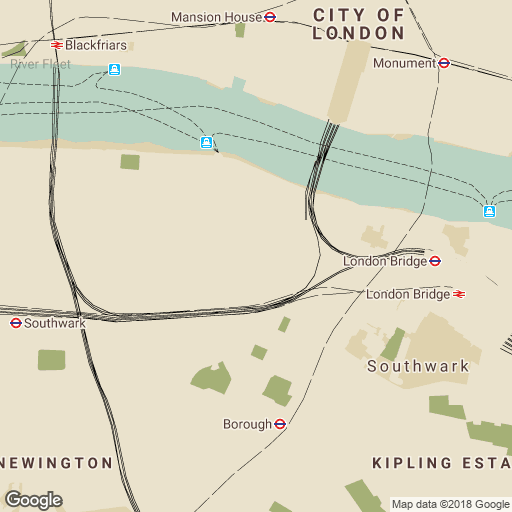 Mansion House
CITY OF
LONDON
Blackfriars
River Fleet
Monument
London Bridge
London Bridge
Southwark
Southwark
Borough
NEWINGTON
KIPLING ESTA
Google
Google
Map data ©2018 Google